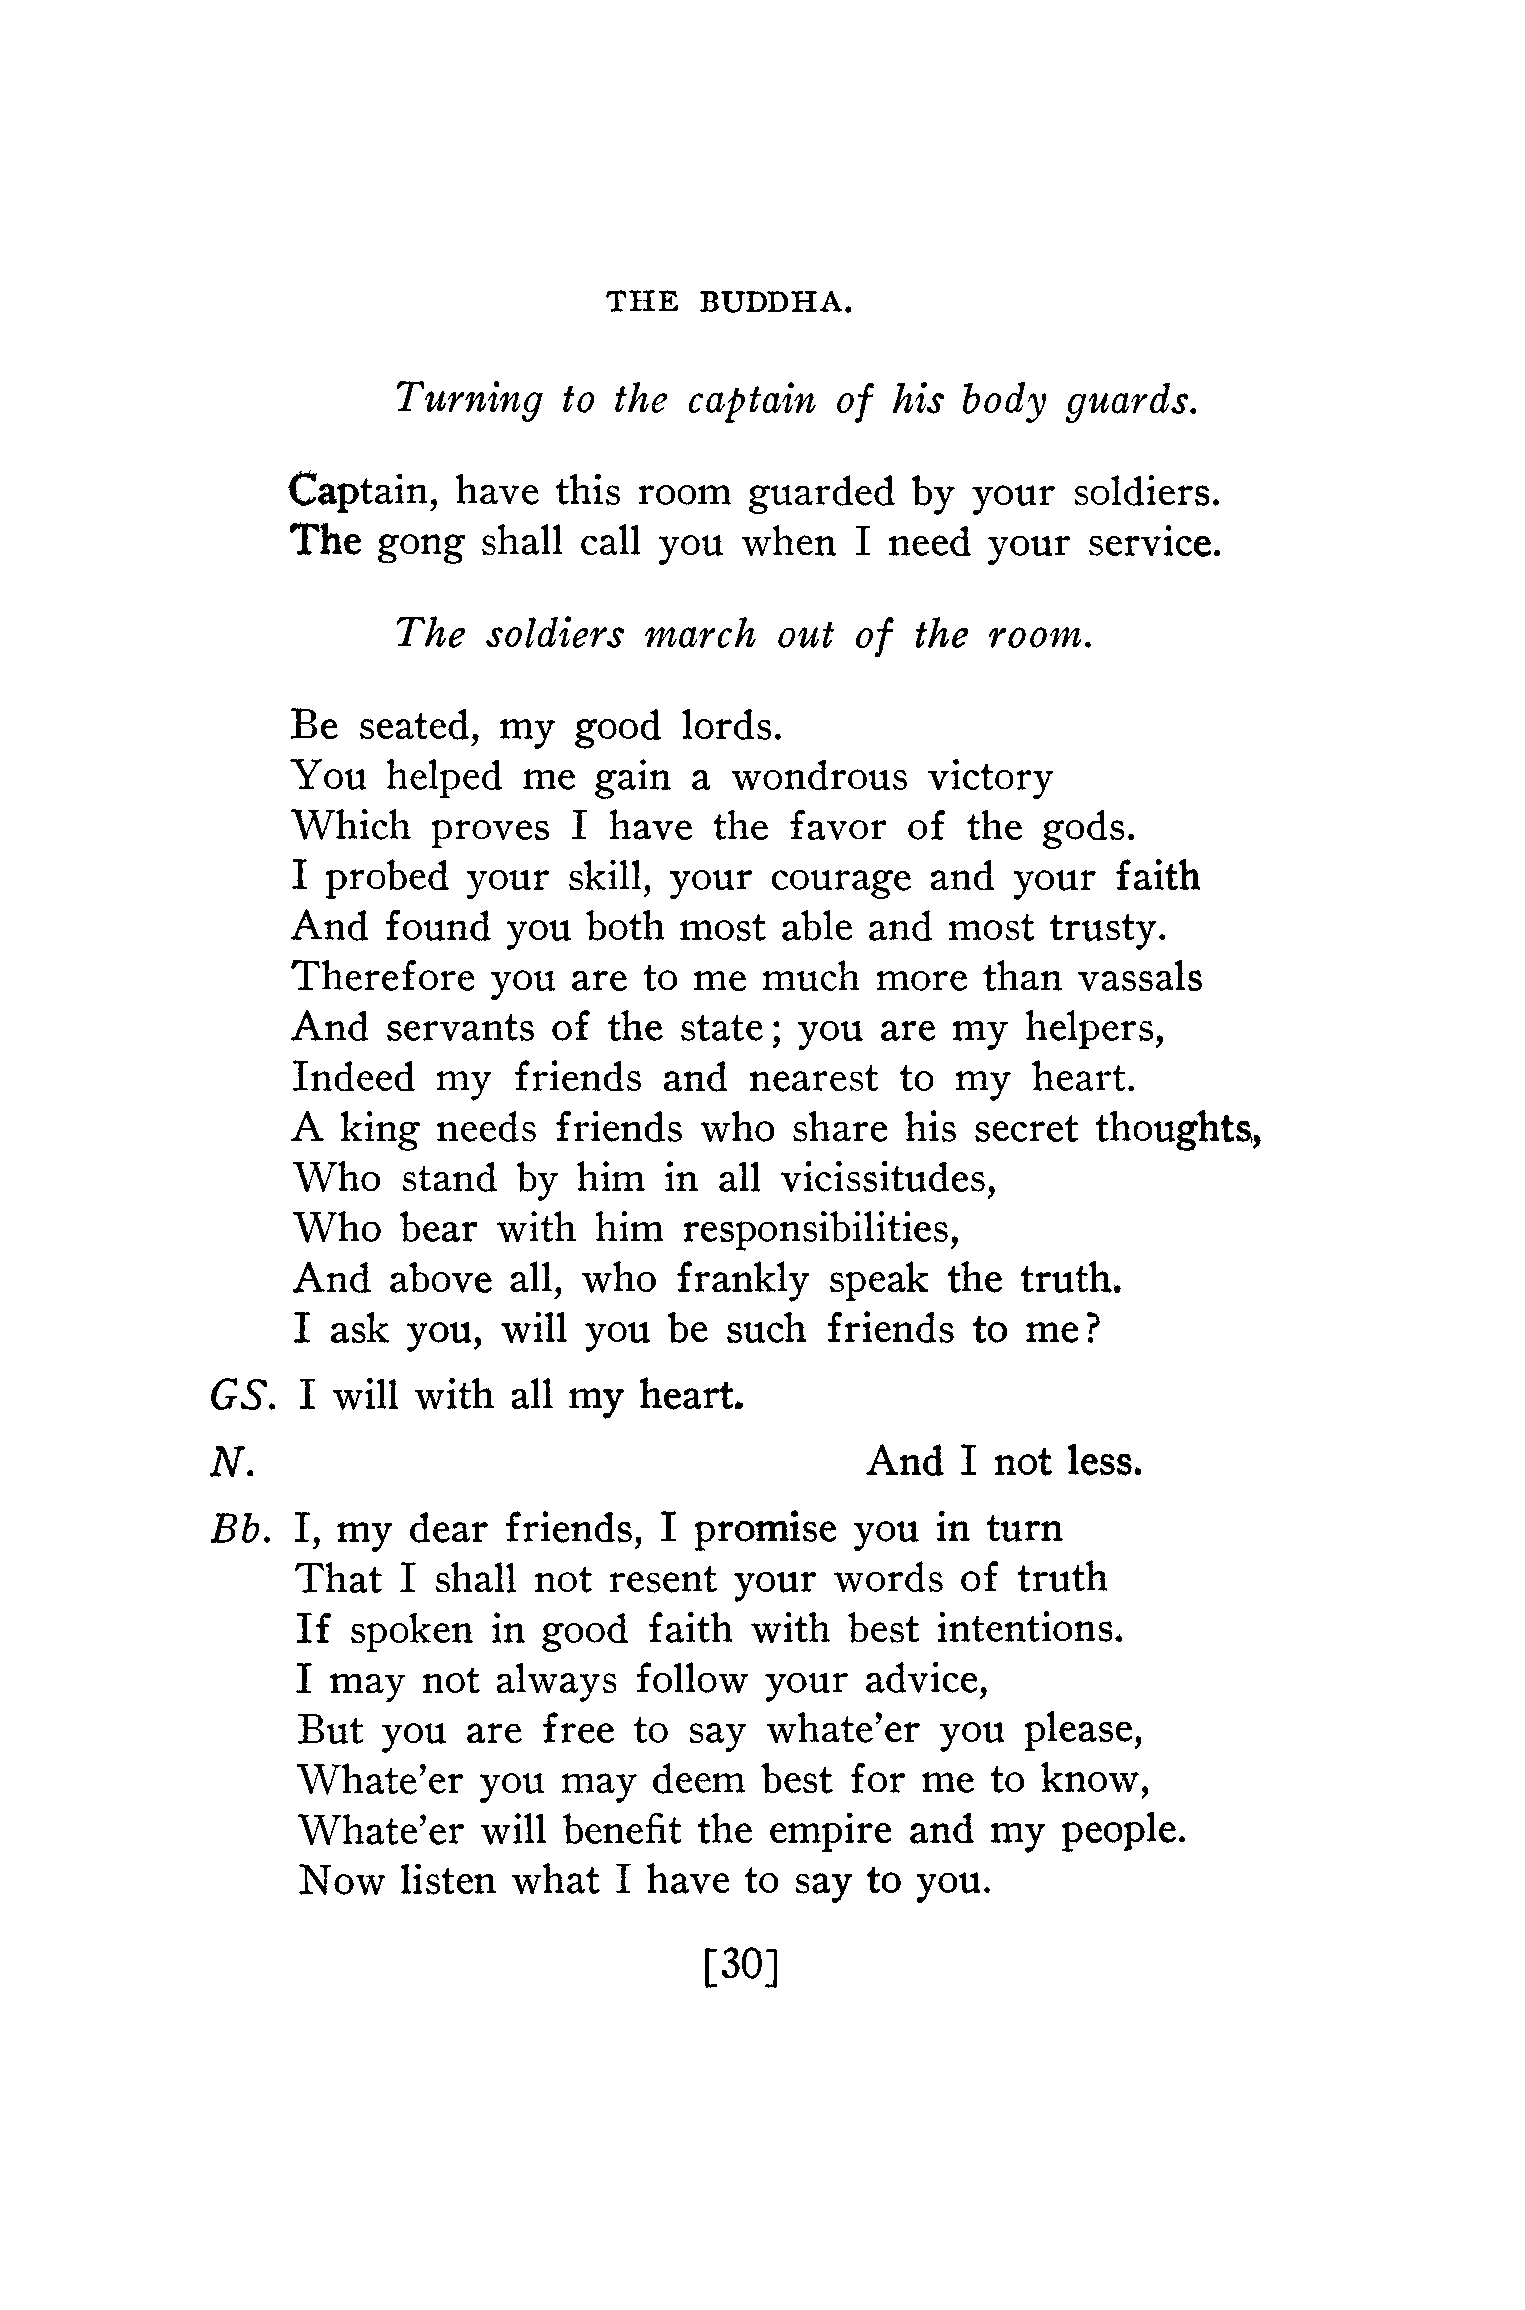 THE BUDDHA.
Turning to the captain of his body guards.
Captain, have this room guarded by your soldiers.
The gong shall call you when I need your service.
The soldiers march out of the room.
Be seated, my good lords.
You helped me gain a wondrous victory
Which proves I have the favor of the gods.
I probed your skill, your courage and your faith
And found you both most able and most trusty.
Therefore you are to me much more than vassals
And servants of the state; you are my helpers,
Indeed my friends and nearest to my heart.
A king needs friends who share his secret thoughts,
Who stand by him in all vicissitudes,
Who bear with him responsibilities,
And above all, who frankly speak the truth.
I ask you, will you be such friends to me?
GS. I will with all my heart.
N. And I not less.
Bb. I, my dear friends, I promise you in turn
That I shall not resent your words of truth
If spoken in good faith with best intentions.
I may not always follow your advice,
But you are free to say whate'er you please,
Whate'er you may deem best for me to know,
Whate'er will benefit the empire and my people.
Now listen what I have to say to you.
[30]